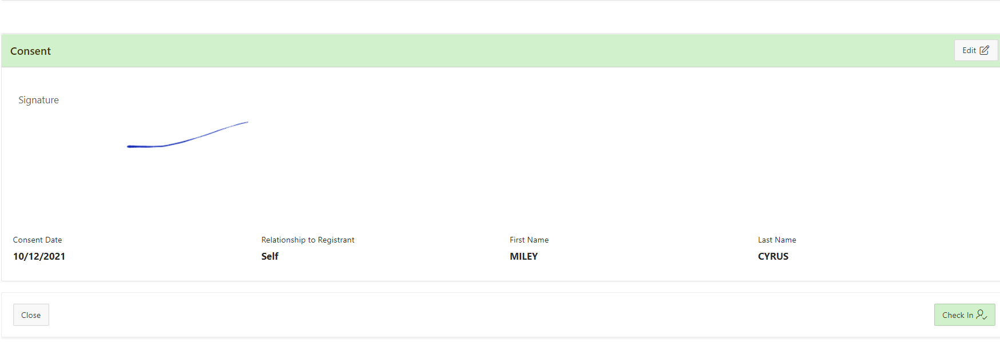 Consent
Edit
Signature
Consent Date
Relationship to Registrant
First Name
Last Name
10/12/2021
Self
MILEY
CYRUS
Close
Check In